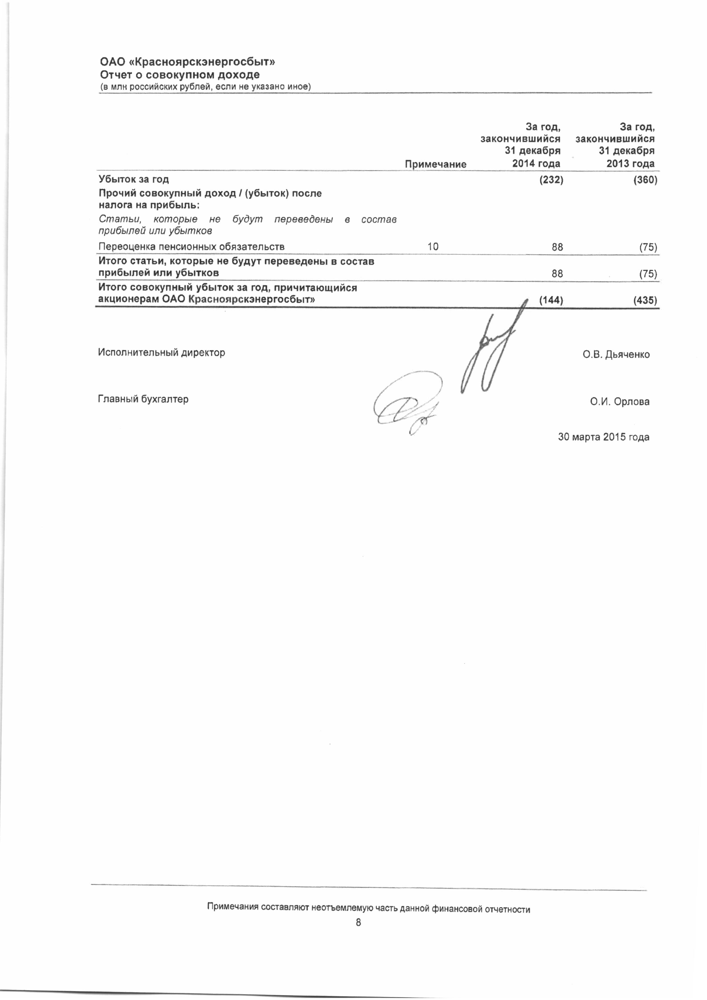 ОАО «Красноярскэнергосбыт»
Отчет о совокупном доходе
(в млн российских рублей, если не указано иное)
Примечание За год, закончившийся 31 декабря 2014 года За год, закончившийся 31 декабря 2013 года
Убыток за год (232) (360)
Прочий совокупный доход / (убыток) после
налога на прибыль:
Статьи, которые не будут переведены в состав
прибылей или убытков
Переоценка пенсионных обязательств 10 88 (75)
Итого статьи, которые не будут переведены в состав
прибылей или убытков 88 (75)
Итого совокупный убыток за год, причитающийся
акционерам ОАО Красноярскэнергосбыт» (144) (435)
Исполнительный директор О.В. Дьяченко
Главный бухгалтер О.И. Орлова
30 марта 2015 года
Примечания составляют неотъемлемую часть данной финансовой отчетности
8